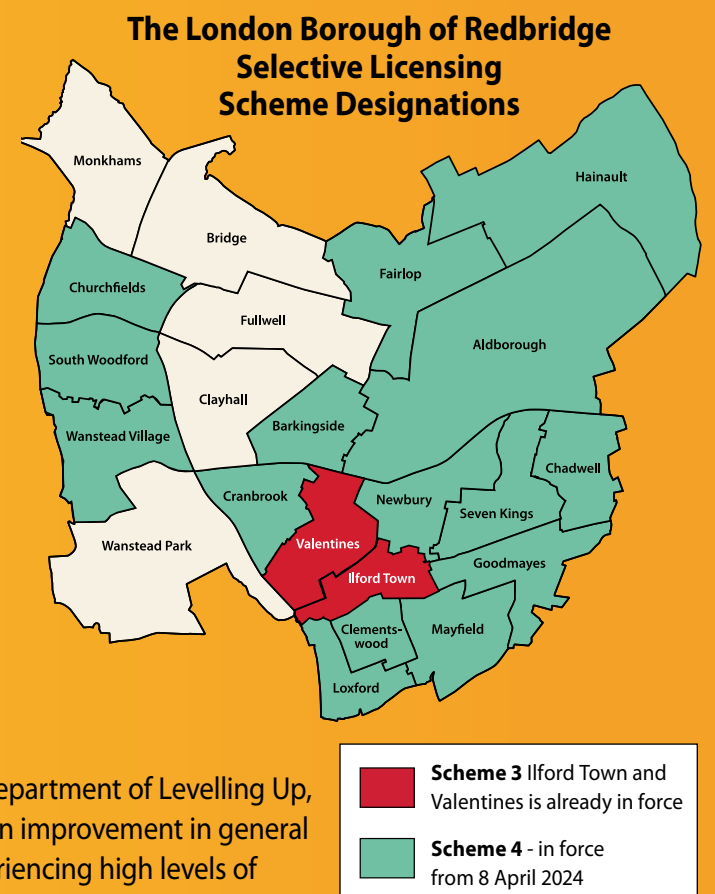 The London Borough of Redbridge
Selective Licensing
Scheme Designations
Monkhams
Hainault
Bridge
Fairlop
Churchfields
Fullwell
Aldborough
South Woodford
Clayhall
Barkingside
Wanstead Village
Chadwell
Cranbrook
Newbury
Seven Kings
Wanstead Park
Valentines
Goodmayes
Ilford Town
Clements-
wood
Mayfield
Loxford
epartment of Levelling Up,
n improvement in general
riencing high levels of
Scheme 3 Ilford Town and
Valentines is already in force
Scheme 4 - in force
from 8 April 2024